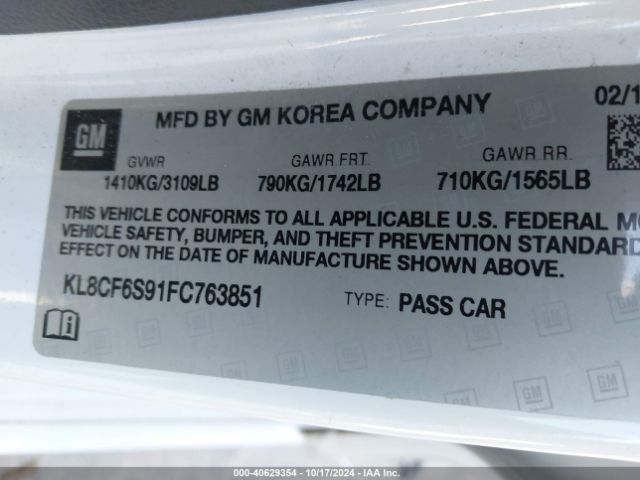 GM MFD BY GM KOREA COMPANY 02/1
GVWR GAWR FRT. GAWR RR.
1410KG/3109LB 790KG/1742LB 710KG/1565LB
THIS VEHICLE CONFORMS TO ALL APPLICABLE U.S. FEDERAL MO
VEHICLE SAFETY, BUMPER, AND THEFT PREVENTION STANDARD
EFFECT ON THE DATE OF MANUFACTURE SHOWN ABOVE.
KL8CF6S91FC763851 TYPE: PASS CAR
GM
000-40629354 | 10/17/2024 | IAA Inc.